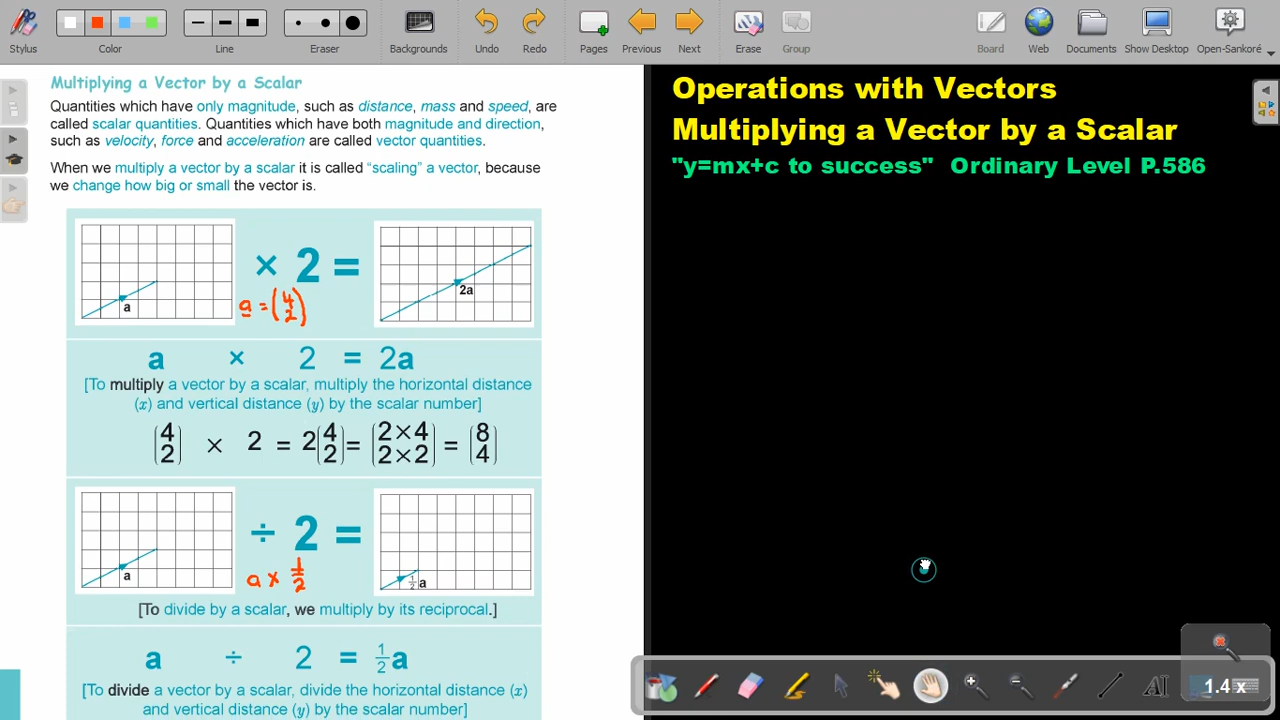 Stylus
Color
Line
Eraser
Backgrounds
Undo
Redo
Pages
Previous
Next
Erase
Group
Board
Web
Documents
Show Desktop
Open-Sankoré
Multiplying a Vector by a Scalar
Quantities which have only magnitude, such as distance, mass and speed, are
called scalar quantities. Quantities which have both magnitude and direction,
such as velocity, force and acceleration are called vector quantities.
When we multiply a vector by a scalar it is called “scaling” a vector, because
we change how big or small the vector is.
a
× 2 =
a = (4 2)
2a
a × 2 = 2a
[To multiply a vector by a scalar, multiply the horizontal distance
(x) and vertical distance (y) by the scalar number]
(4 2) × 2 = 2(4 2) = (2×4 2×2) = (8 4)
a
÷ 2 =
a × 1/2
1/2 a
[To divide by a scalar, we multiply by its reciprocal.]
a ÷ 2 = 1/2 a
[To divide a vector by a scalar, divide the horizontal distance (x)
and vertical distance (y) by the scalar number]
Operations with Vectors
Multiplying a Vector by a Scalar
"y=mx+c to success" Ordinary Level P.586
AI
1.4 x